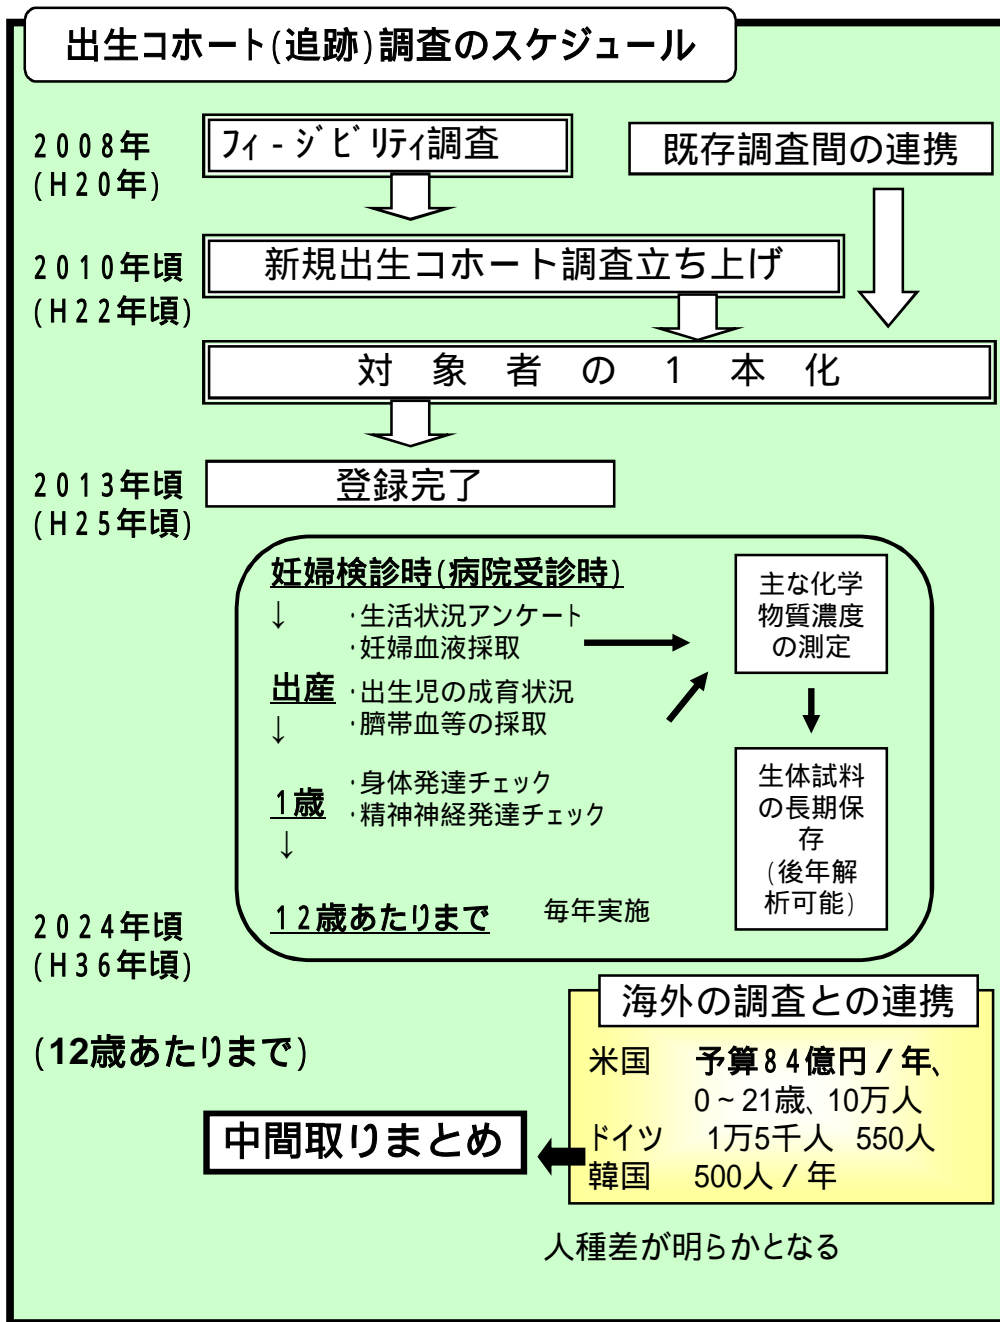 出生コホート(追跡)調査のスケジュール
2008年
(H20年)
フィ-ジビリティ調査
既存調査間の連携
2010年頃
(H22年頃)
新規出生コホート調査立ち上げ
対象者の1本化
2013年頃
(H25年頃)
登録完了
妊婦検診時(病院受診時)
↓
・生活状況アンケート
・妊婦血液採取
出産
・出生児の成育状況
・臍帯血等の採取
↓
1歳
・身体発達チェック
・精神神経発達チェック
↓
12歳あたりまで
毎年実施
主な化学
物質濃度
の測定
生体試料
の長期保
存
(後年解
析可能)
2024年頃
(H36年頃)
(12歳あたりまで)
中間取りまとめ
海外の調査との連携
米国 予算84億円/年、
0~21歳、10万人
ドイツ 1万5千人 550人
韓国 500人/年
人種差が明らかとなる